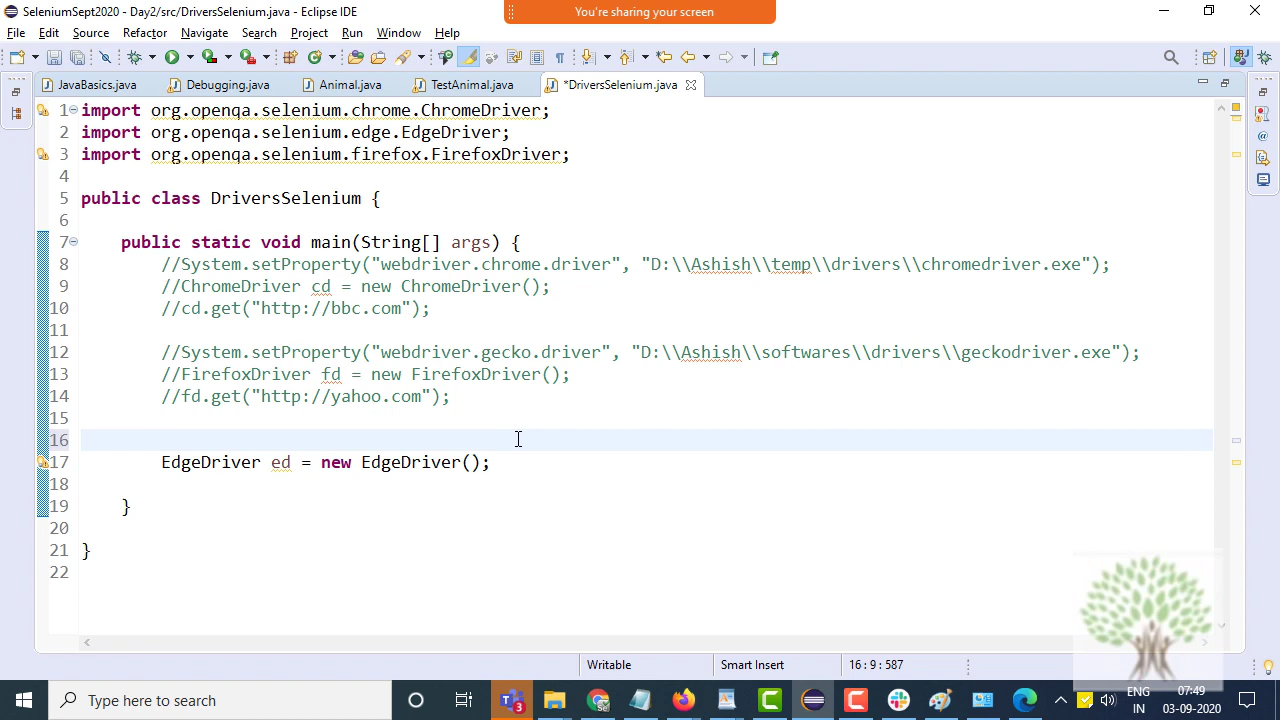 SeleniumSept2020 - Day2/src/DriversSelenium.java - Eclipse IDE
You're sharing your screen
File Edit Source Refactor Navigate Search Project Run Window Help
JavaBasics.java Debugging.java Animal.java TestAnimal.java *DriversSelenium.java
1 import org.openqa.selenium.chrome.ChromeDriver;
2 import org.openqa.selenium.edge.EdgeDriver;
3 import org.openqa.selenium.firefox.FirefoxDriver;
4
5 public class DriversSelenium {
6
7 public static void main(String[] args) {
8 //System.setProperty("webdriver.chrome.driver", "D:\\Ashish\\temp\\drivers\\chromedriver.exe");
9 //ChromeDriver cd = new ChromeDriver();
10 //cd.get("http://bbc.com");
11
12 //System.setProperty("webdriver.gecko.driver", "D:\\Ashish\\softwares\\drivers\\geckodriver.exe");
13 //FirefoxDriver fd = new FirefoxDriver();
14 //fd.get("http://yahoo.com");
15
16
17 EdgeDriver ed = new EdgeDriver();
18
19 }
20
21 }
22
Writable Smart Insert 16 : 9 : 587
Type here to search 3 ENG IN 07:49 03-09-2020